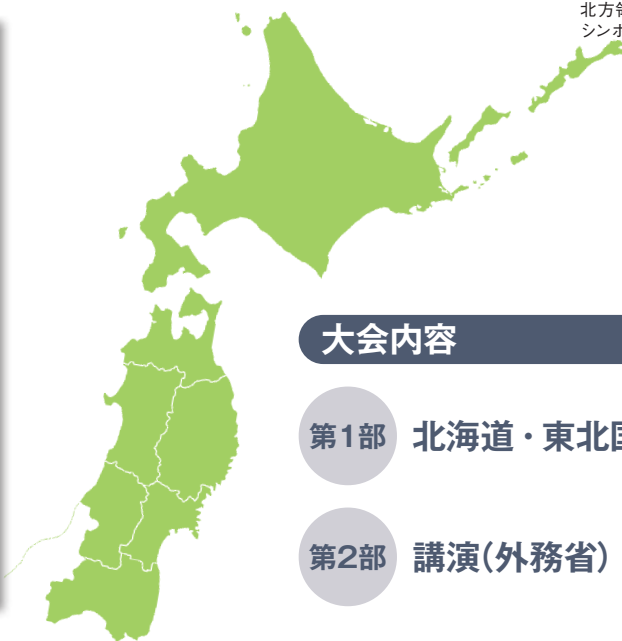 北方
シンポ
大会内容
第1部 北海道・東北
第2部 講演(外務省)